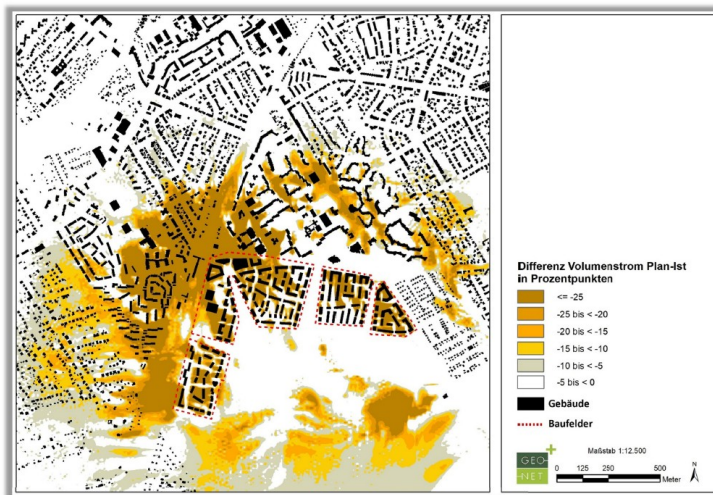 Differenz Volumenstrom Plan-Ist
in Prozentpunkten
<= -25
-25 bis < -20
-20 bis < -15
-15 bis < -10
-10 bis < -5
-5 bis < 0
Gebäude
Baufelder
Maßstab 1:12.500
GEO
-NET
0 125 250 500
Meter
N